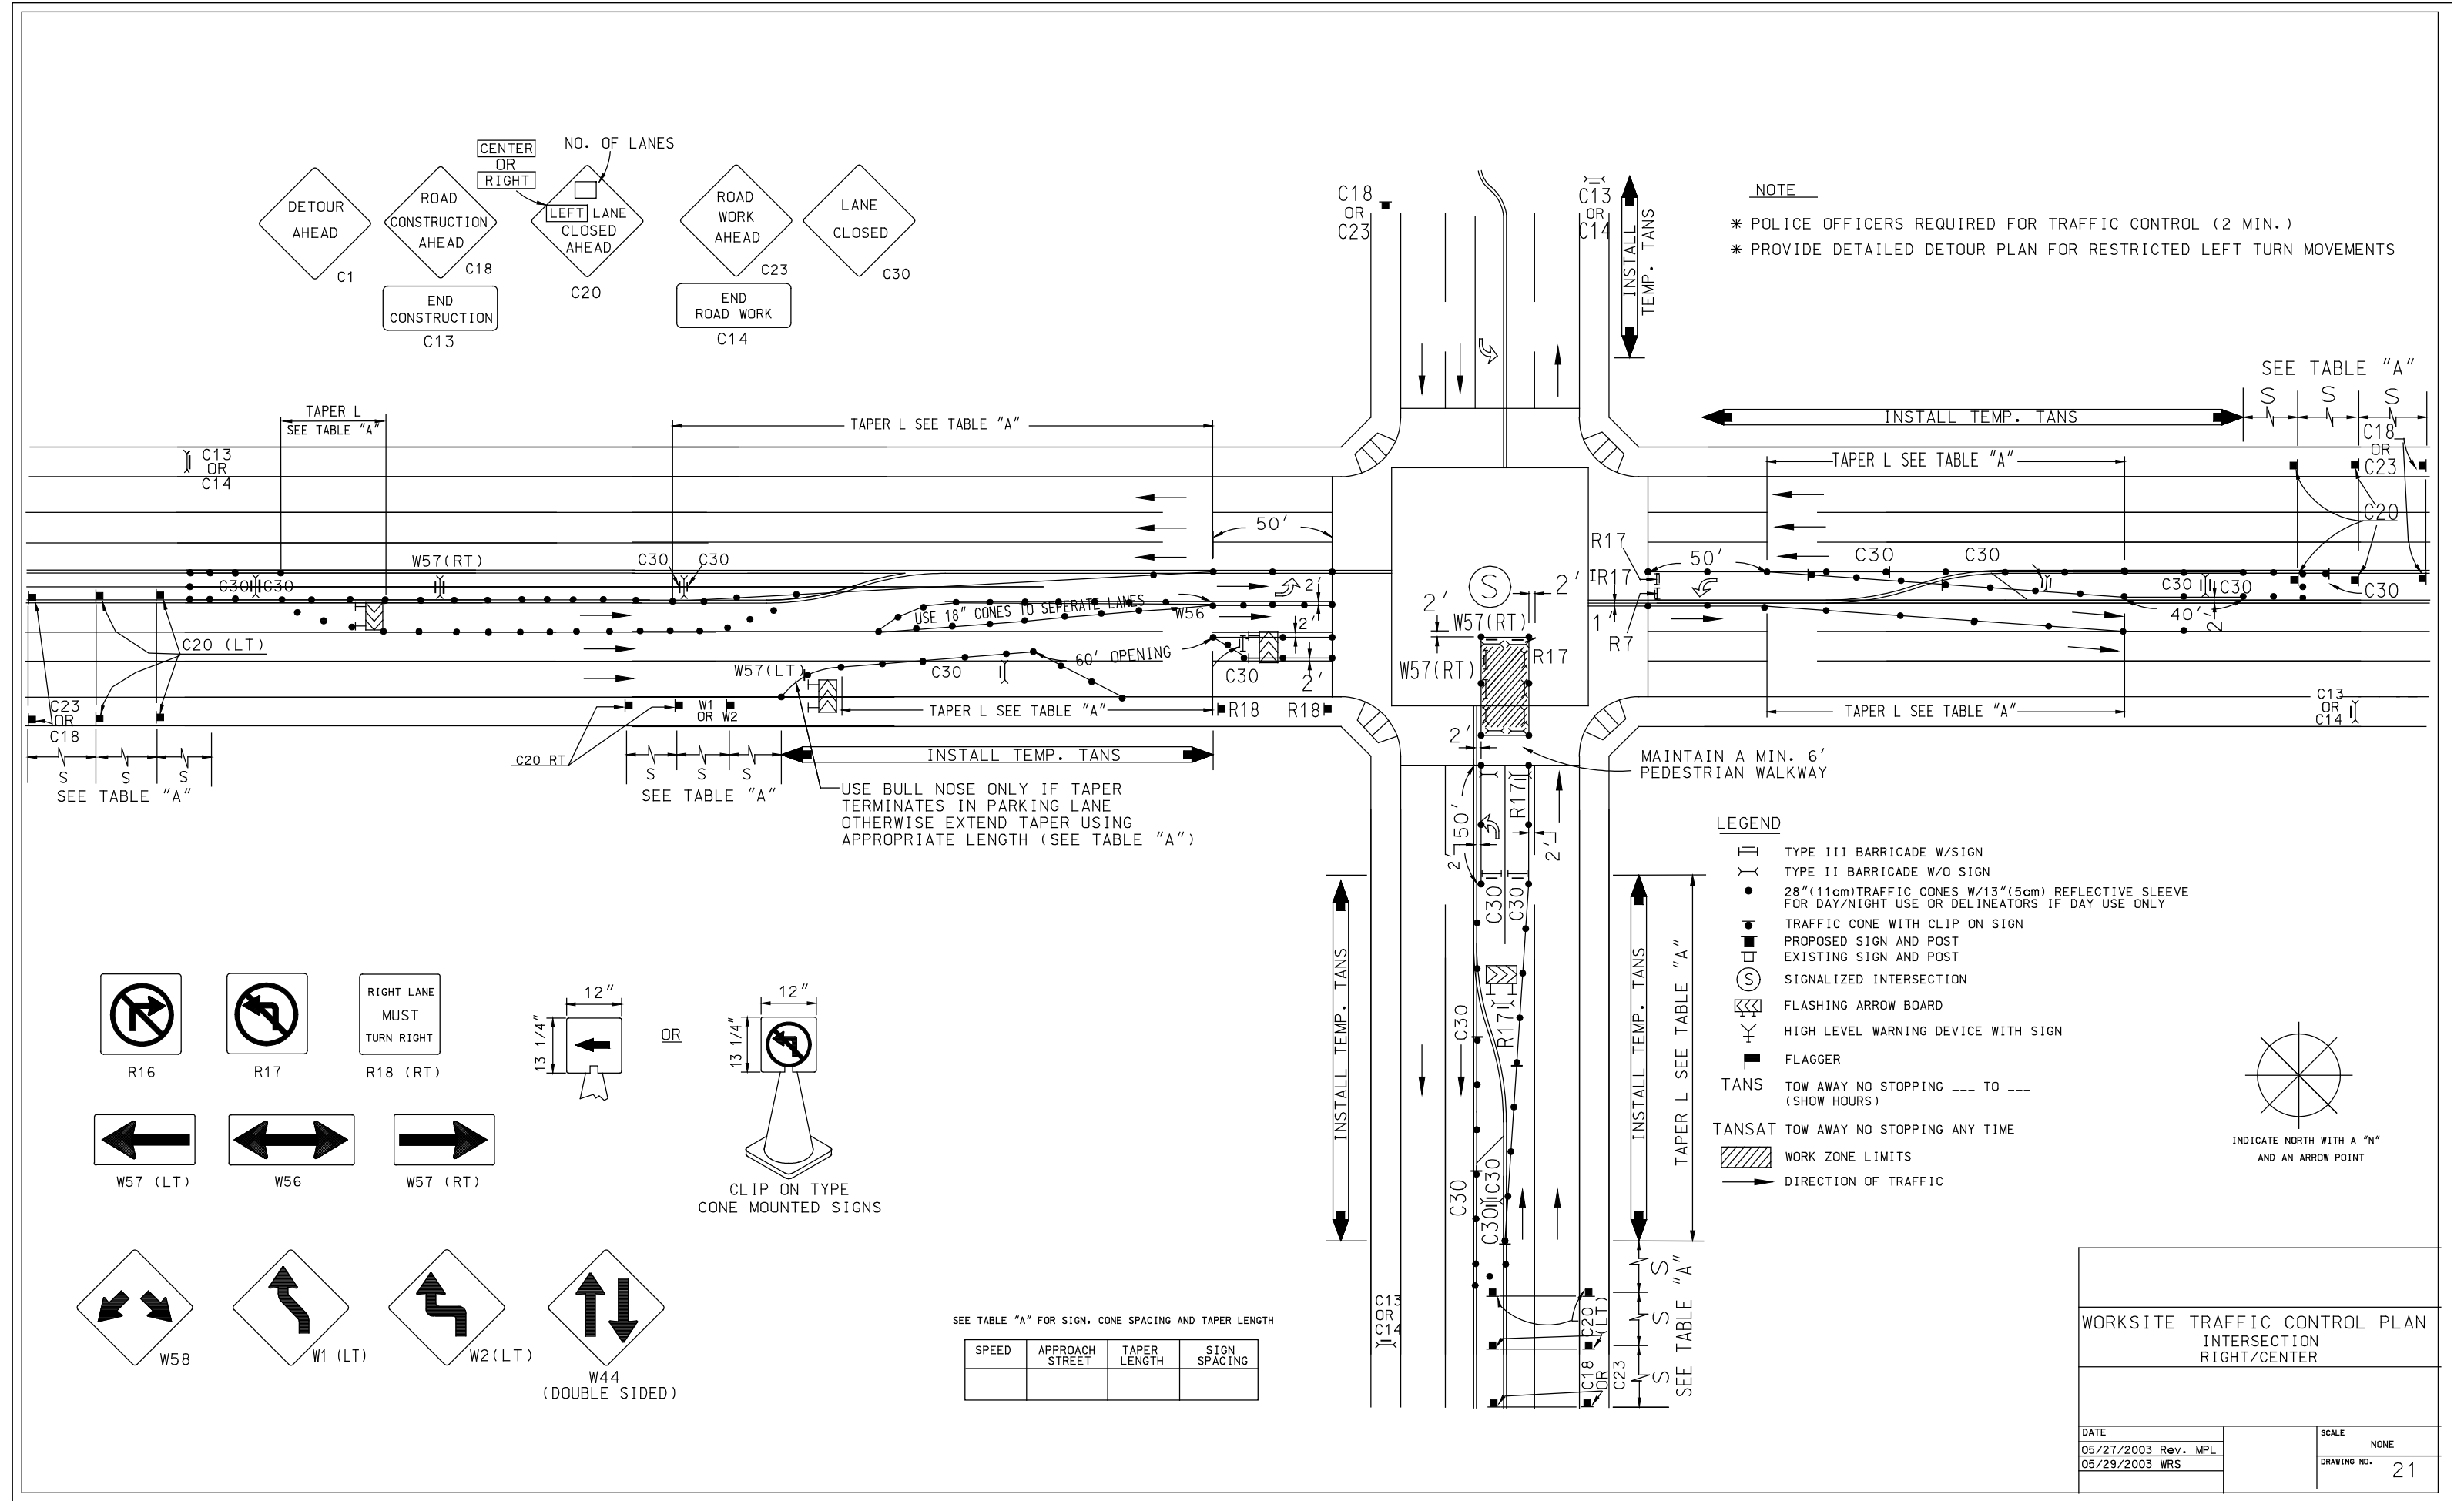 CENTER
OR
RIGHT
NO. OF LANES
DETOUR
AHEAD
C1
ROAD
CONSTRUCTION
AHEAD
C18
END
CONSTRUCTION
C13
LEFT LANE
CLOSED
AHEAD
C20
ROAD
WORK
AHEAD
C23
END
ROAD WORK
C14
LANE
CLOSED
C30
C18
OR
C23
C13
OR
C14
INSTALL
TEMP. TANS
NOTE
* POLICE OFFICERS REQUIRED FOR TRAFFIC CONTROL (2 MIN.)
* PROVIDE DETAILED DETOUR PLAN FOR RESTRICTED LEFT TURN MOVEMENTS
SEE TABLE "A"
S
S
S
INSTALL TEMP. TANS
C18
OR
C23
TAPER L SEE TABLE "A"
C20
TAPER L
SEE TABLE "A"
TAPER L SEE TABLE "A"
C13
OR
C14
50'
W57(RT)
C30
C30
C30
C30
2'
USE 18" CONES TO SEPERATE LANES
W56
2'
C20 (LT)
60' OPENING
W57(LT)
C30
C30
2'
C23
OR
C18
W1
OR W2
TAPER L SEE TABLE "A"
R18
R18
S
S
S
SEE TABLE "A"
C20 RT
S
S
S
SEE TABLE "A"
INSTALL TEMP. TANS
USE BULL NOSE ONLY IF TAPER
TERMINATES IN PARKING LANE
OTHERWISE EXTEND TAPER USING
APPROPRIATE LENGTH (SEE TABLE "A")
S
2'
2'
W57(RT)
W57(RT)
R17
R17
R17
1'
R7
50'
C30
C30
C30
C30
C30
40'
2'
C13
OR
C14
TAPER L SEE TABLE "A"
MAINTAIN A MIN. 6'
PEDESTRIAN WALKWAY
2'
R17
50'
2'
2'
C30
C30
R17
C30
C30
C30
C30
INSTALL TEMP. TANS
INSTALL TEMP. TANS
TAPER L SEE TABLE "A"
C13
OR
C14
C20
(LT)
C18
OR
C23
S
S
S
SEE TABLE "A"
LEGEND
TYPE III BARRICADE W/SIGN
TYPE II BARRICADE W/O SIGN
28"(11cm)TRAFFIC CONES W/13"(5cm) REFLECTIVE SLEEVE
FOR DAY/NIGHT USE OR DELINEATORS IF DAY USE ONLY
TRAFFIC CONE WITH CLIP ON SIGN
PROPOSED SIGN AND POST
EXISTING SIGN AND POST
S SIGNALIZED INTERSECTION
FLASHING ARROW BOARD
HIGH LEVEL WARNING DEVICE WITH SIGN
FLAGGER
TANS TOW AWAY NO STOPPING ___ TO ___
(SHOW HOURS)
TANSAT TOW AWAY NO STOPPING ANY TIME
WORK ZONE LIMITS
DIRECTION OF TRAFFIC
INDICATE NORTH WITH A "N"
AND AN ARROW POINT
R16
R17
RIGHT LANE
MUST
TURN RIGHT
R18 (RT)
12"
13 1/4"
OR
12"
13 1/4"
CLIP ON TYPE
CONE MOUNTED SIGNS
W57 (LT)
W56
W57 (RT)
W58
W1 (LT)
W2(LT)
W44
(DOUBLE SIDED)
SEE TABLE "A" FOR SIGN, CONE SPACING AND TAPER LENGTH
SPEED
APPROACH
STREET
TAPER
LENGTH
SIGN
SPACING
WORKSITE TRAFFIC CONTROL PLAN
INTERSECTION
RIGHT/CENTER
DATE
05/27/2003 Rev. MPL
05/29/2003 WRS
SCALE
NONE
DRAWING NO.
21